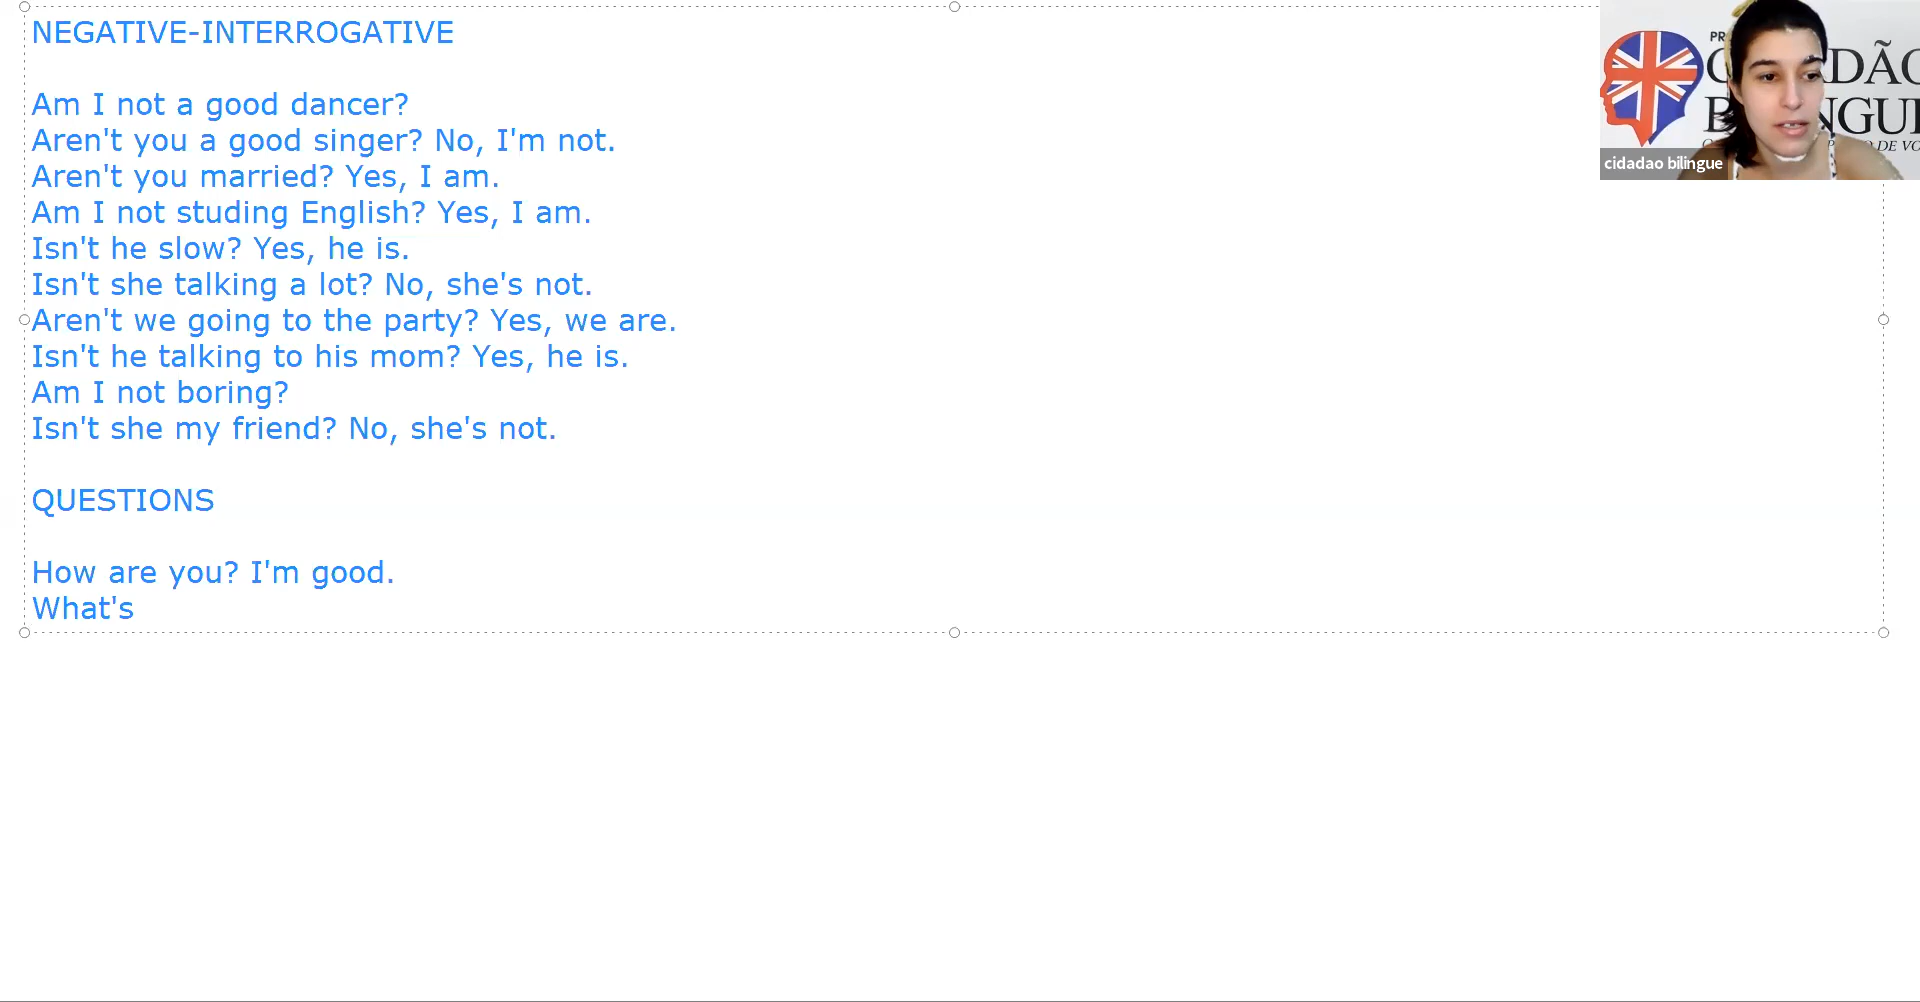 NEGATIVE-INTERROGATIVE
Am I not a good dancer?
Aren't you a good singer? No, I'm not.
Aren't you married? Yes, I am.
Am I not studing English? Yes, I am.
Isn't he slow? Yes, he is.
Isn't she talking a lot? No, she's not.
Aren't we going to the party? Yes, we are.
Isn't he talking to his mom? Yes, he is.
Am I not boring?
Isn't she my friend? No, she's not.
QUESTIONS
How are you? I'm good.
What's
cidadao bilingue